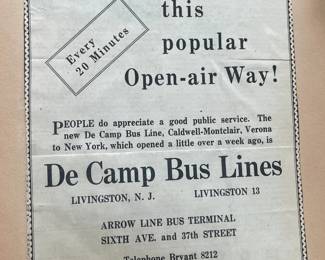 this
popular
Open-air Way!
Every
20 Minutes
PEOPLE do appreciate a good public service. The
new De Camp Bus Line, Caldwell-Montclair, Verona
to New York, which opened a little over a week ago, is
De Camp Bus Lines
LIVINGSTON, N. J. LIVINGSTON 13
ARROW LINE BUS TERMINAL
SIXTH AVE. and 37th STREET
Telephone Bryant 8212